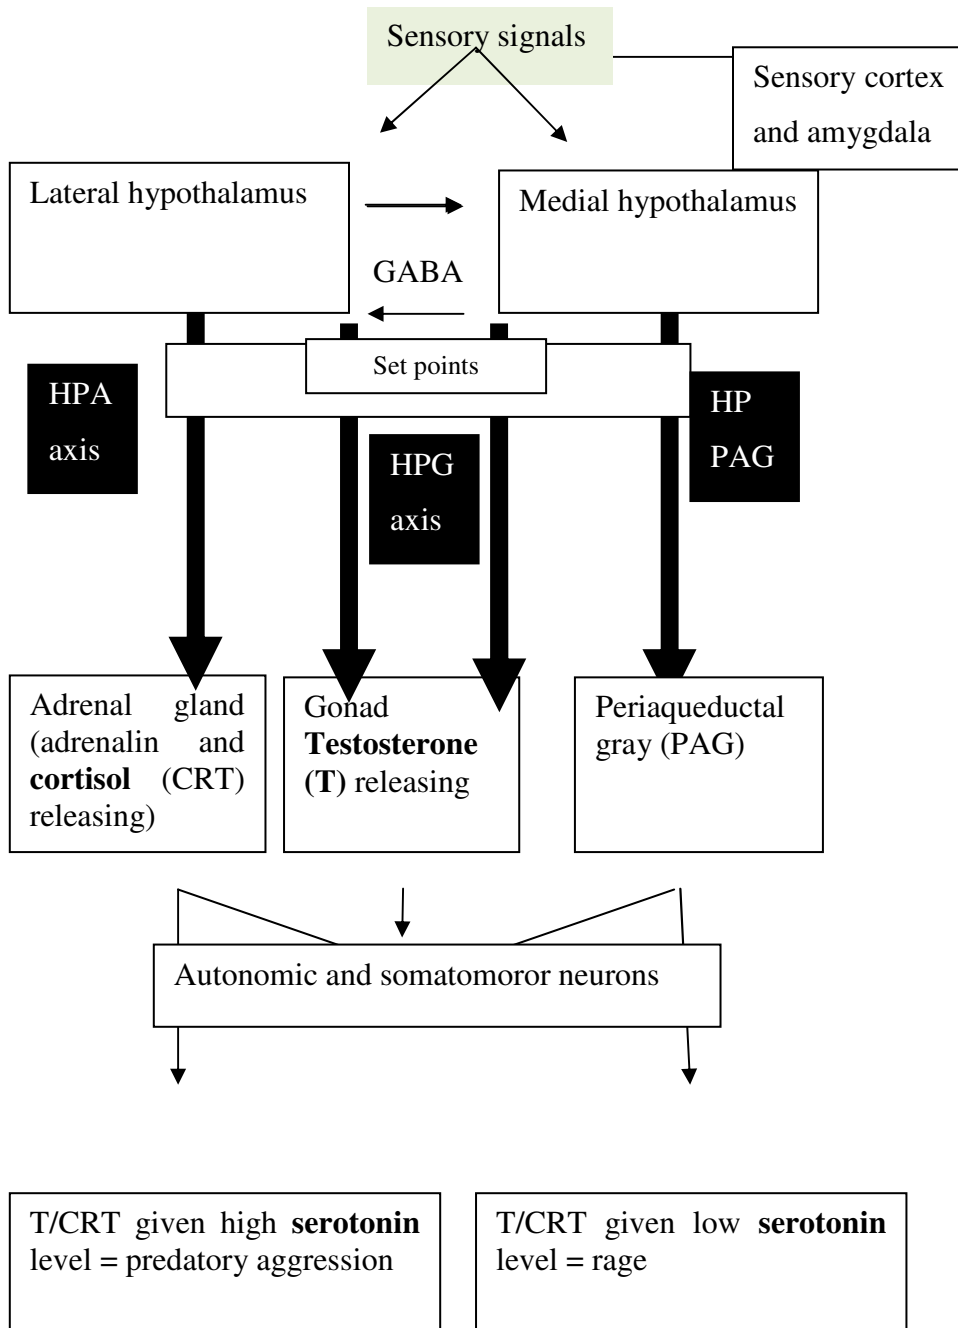 Sensory signals
Sensory cortex
and amygdala
Lateral hypothalamus
Medial hypothalamus
GABA
Set points
HPA
axis
HPG
axis
HP
PAG
Adrenal gland
(adrenalin and
cortisol (CRT)
releasing)
Gonad
Testosterone
(T) releasing
Periaqueductal
gray (PAG)
Autonomic and somatomoror neurons
T/CRT given high serotonin
level = predatory aggression
T/CRT given low serotonin
level = rage